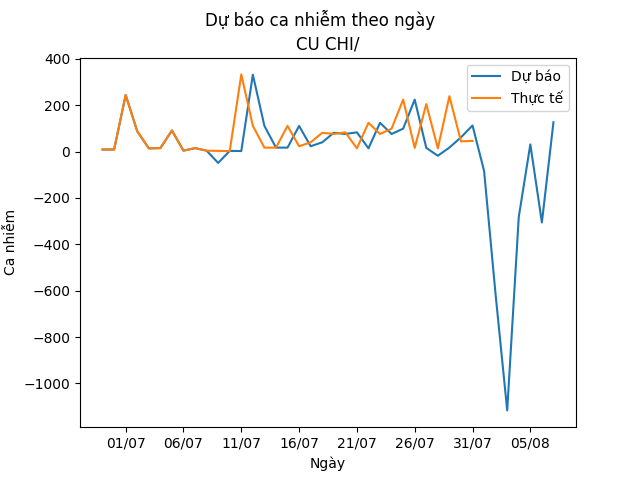 Dự báo ca nhiễm theo ngày
CU CHI/
Dự báo
Thực tế
400
200
0
−200
−400
−600
−800
−1000
Ca nhiễm
01/07 06/07 11/07 16/07 21/07 26/07 31/07 05/08
Ngày